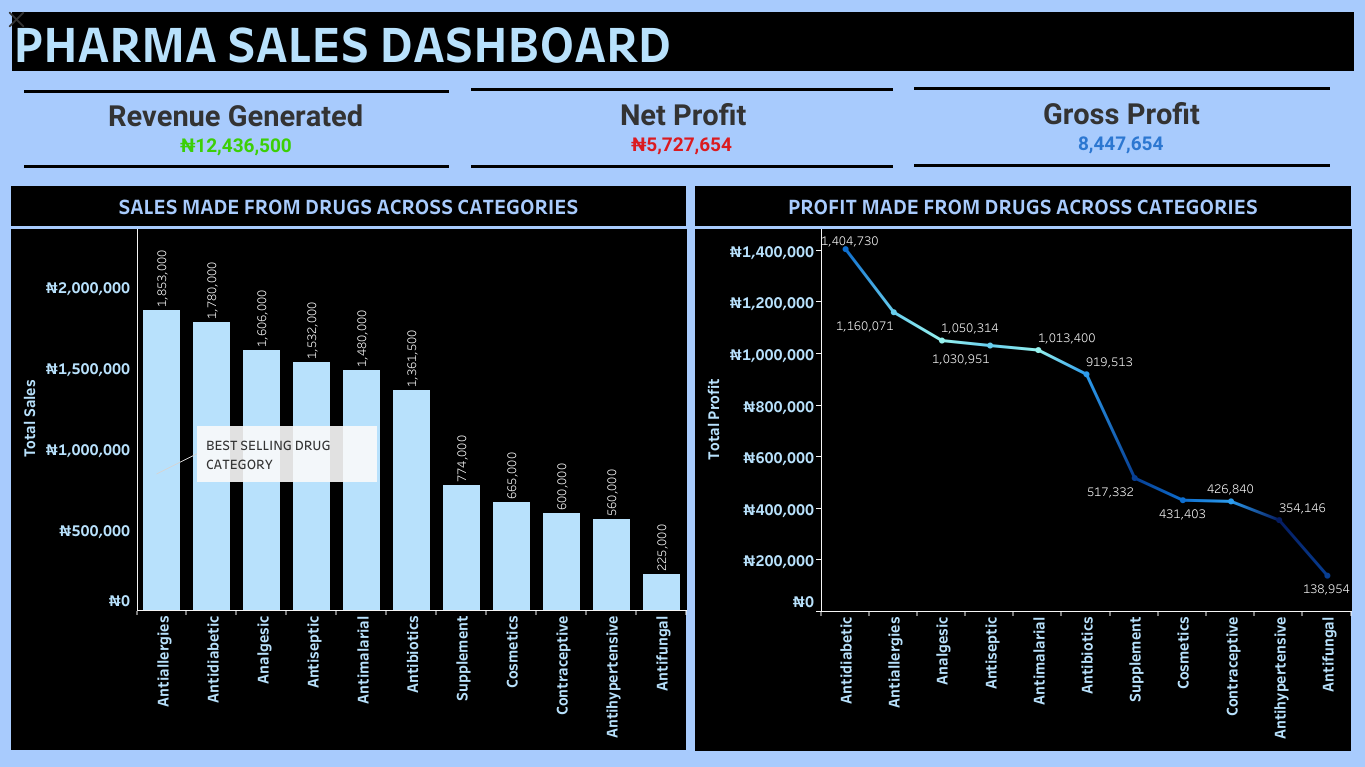 PHARMA SALES DASHBOARD
Revenue Generated
₦12,436,500
Net Profit
₦5,727,654
Gross Profit
8,447,654
SALES MADE FROM DRUGS ACROSS CATEGORIES
Total Sales
₦2,000,000
₦1,500,000
₦1,000,000
₦500,000
₦0
1,853,000
1,780,000
1,606,000
1,532,000
1,480,000
1,361,500
774,000
665,000
600,000
560,000
225,000
BEST SELLING DRUG
CATEGORY
Antiallergies
Antidiabetic
Analgesic
Antiseptic
Antimalarial
Antibiotics
Supplement
Cosmetics
Contraceptive
Antihypertensive
Antifungal
PROFIT MADE FROM DRUGS ACROSS CATEGORIES
Total Profit
₦1,400,000
₦1,200,000
₦1,000,000
₦800,000
₦600,000
₦400,000
₦200,000
₦0
1,404,730
1,160,071
1,030,951
1,050,314
1,013,400
919,513
517,332
431,403
426,840
354,146
138,954
Antidiabetic
Antiallergies
Analgesic
Antiseptic
Antimalarial
Antibiotics
Supplement
Cosmetics
Contraceptive
Antihypertensive
Antifungal